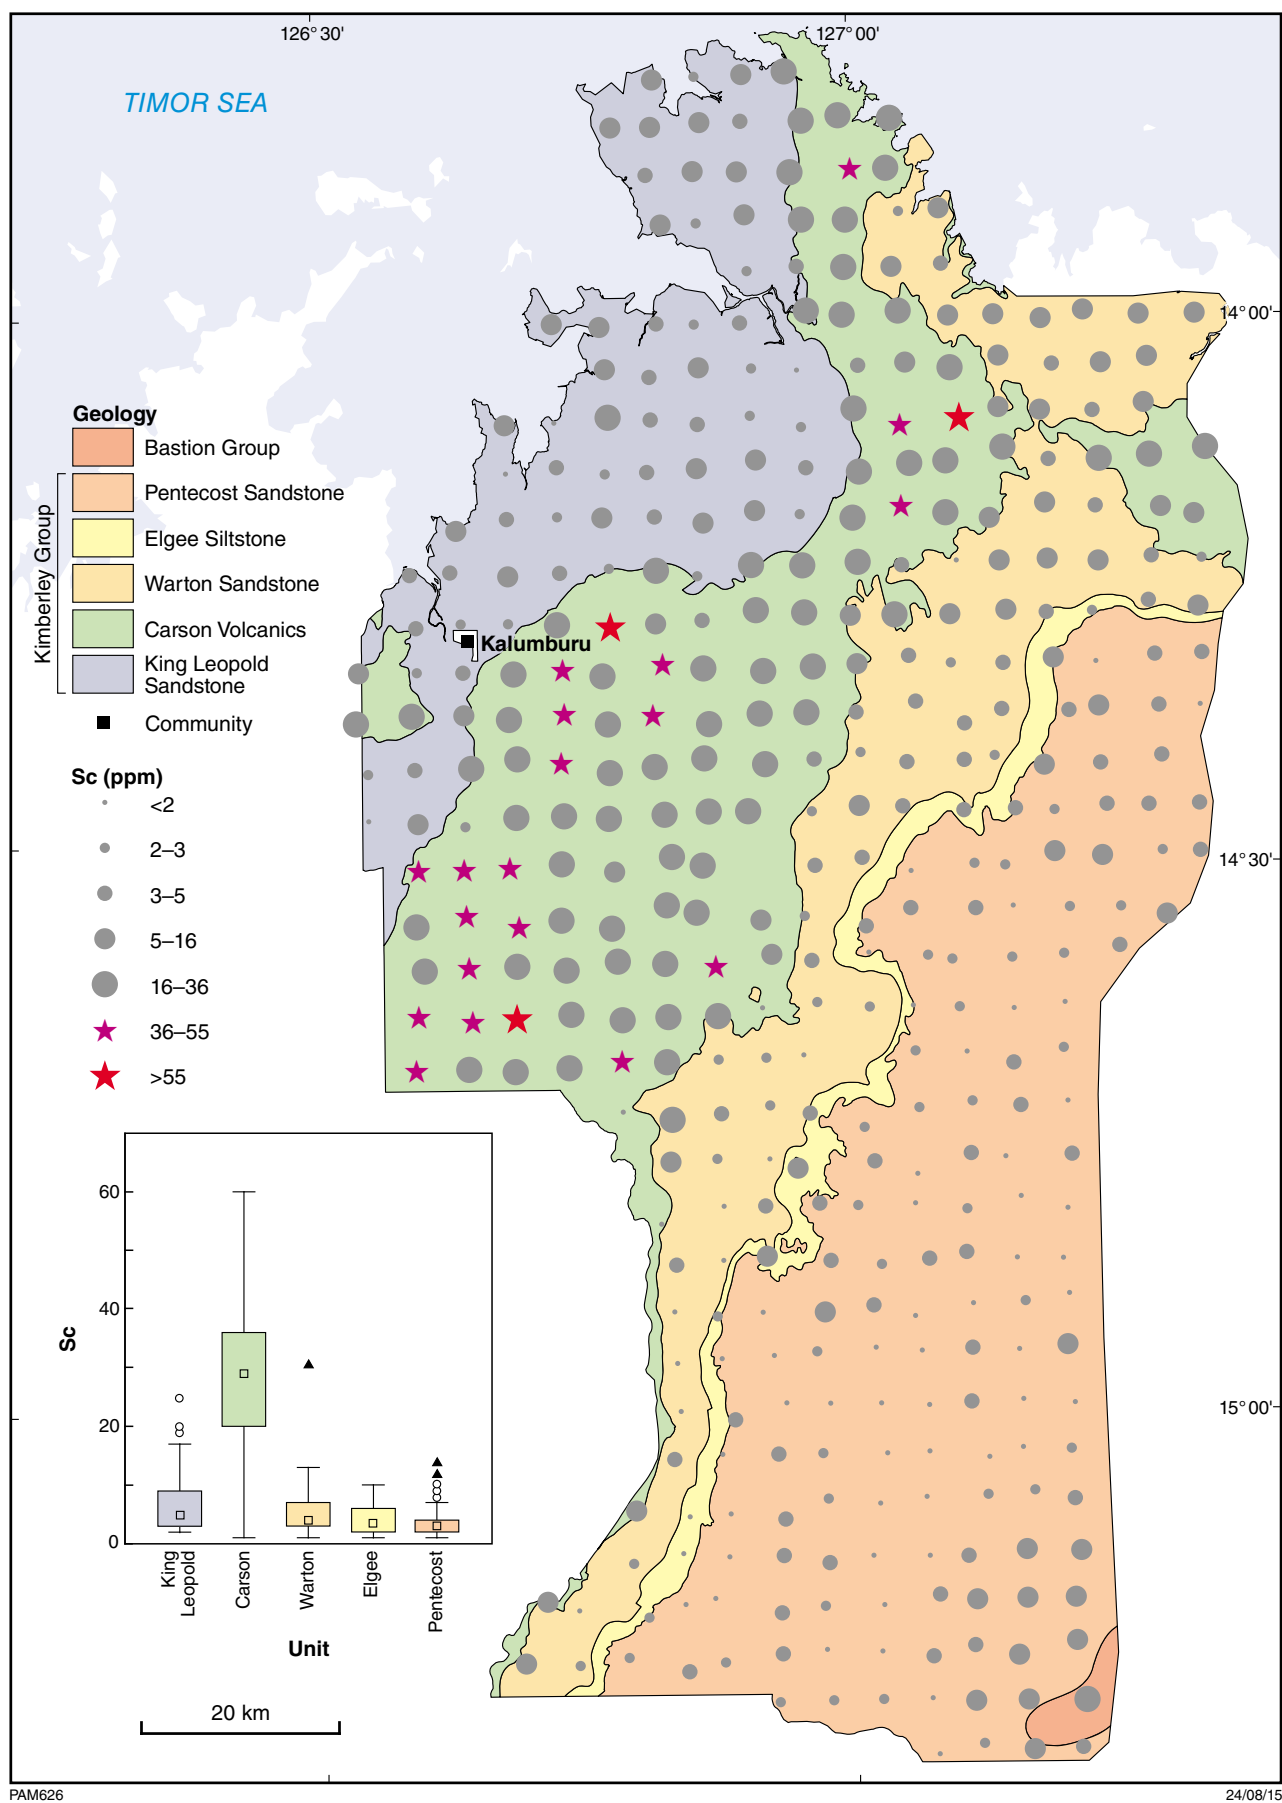 126° 30'
127° 00'
TIMOR SEA
14° 00'
Geology
Bastion Group
Pentecost Sandstone
Elgee Siltstone
Warton Sandstone
Carson Volcanics
King Leopold
Sandstone
Kimberley Group
Community
Kalumburu
Sc (ppm)
<2
2–3
3–5
5–16
16–36
36–55
>55
14° 30'
60
40
20
0
Sc
King
Leopold
Carson
Warton
Elgee
Pentecost
Unit
15° 00'
20 km
PAM626
24/08/15